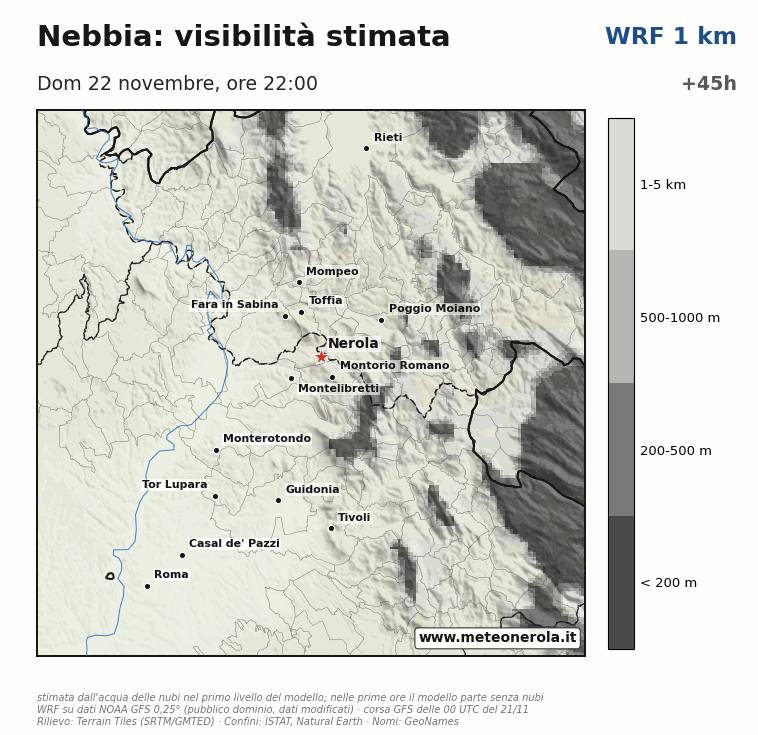 Nebbia: visibilità stimata
WRF 1 km
Dom 22 novembre, ore 22:00
+45h
Rieti
1-5 km
Mompeo
Fara in Sabina
Toffia
Poggio Moiano
500-1000 m
Nerola
Montorio Romano
Montelibretti
Monterotondo
200-500 m
Tor Lupara
Guidonia
Tivoli
Casal de' Pazzi
Roma
< 200 m
www.meteonerola.it
stimata dall'acqua delle nubi nel primo livello del modello; nelle prime ore il modello parte senza nubi
WRF su dati NOAA GFS 0,25° (pubblico dominio, dati modificati) · corsa GFS delle 00 UTC del 21/11
Rilievo: Terrain Tiles (SRTM/GMTED) · Confini: ISTAT, Natural Earth · Nomi: GeoNames